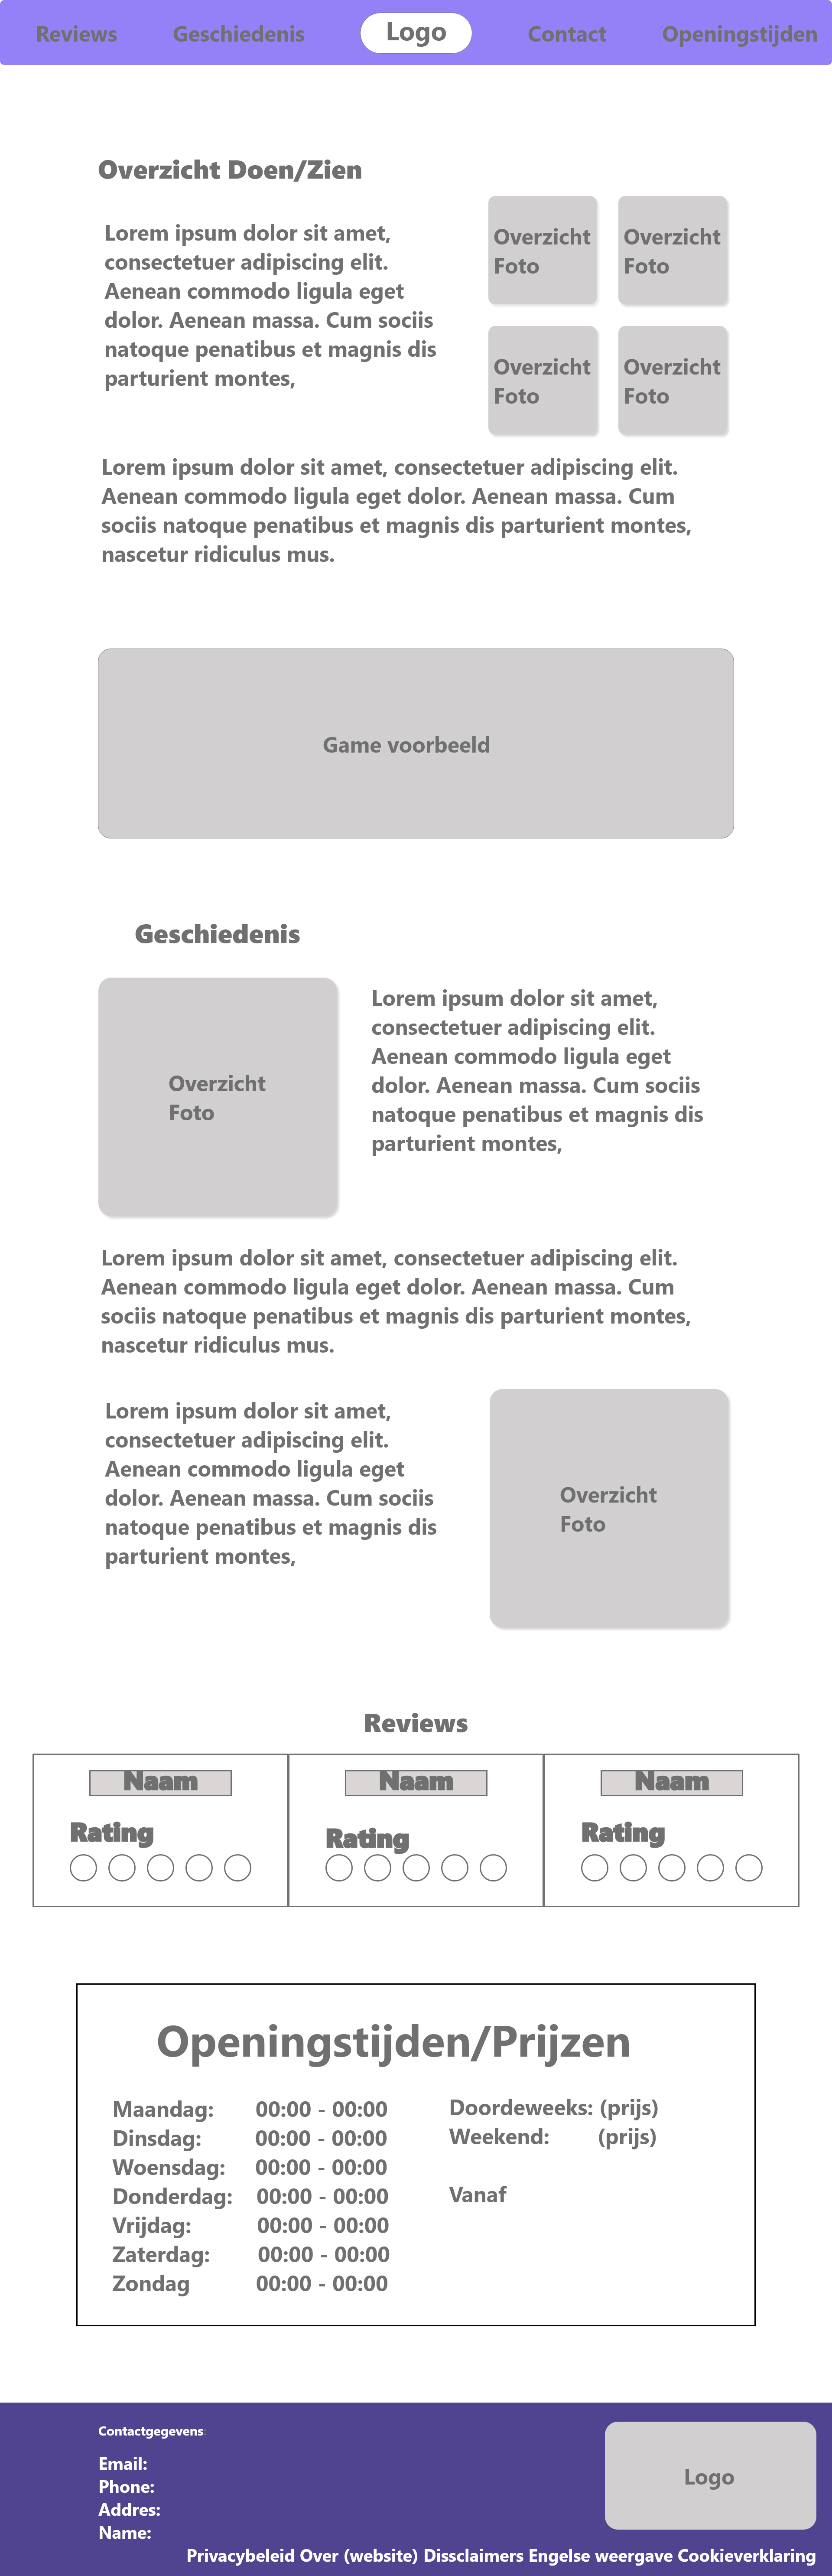 Reviews Geschiedenis Logo Contact Openingstijden
Overzicht Doen/Zien
Lorem ipsum dolor sit amet,
consectetuer adipiscing elit.
Aenean commodo ligula eget
dolor. Aenean massa. Cum sociis
natoque penatibus et magnis dis
parturient montes,
Overzicht
Foto
Overzicht
Foto
Overzicht
Foto
Overzicht
Foto
Lorem ipsum dolor sit amet, consectetuer adipiscing elit.
Aenean commodo ligula eget dolor. Aenean massa. Cum
sociis natoque penatibus et magnis dis parturient montes,
nascetur ridiculus mus.
Game voorbeeld
Geschiedenis
Overzicht
Foto
Lorem ipsum dolor sit amet,
consectetuer adipiscing elit.
Aenean commodo ligula eget
dolor. Aenean massa. Cum sociis
natoque penatibus et magnis dis
parturient montes,
Lorem ipsum dolor sit amet, consectetuer adipiscing elit.
Aenean commodo ligula eget dolor. Aenean massa. Cum
sociis natoque penatibus et magnis dis parturient montes,
nascetur ridiculus mus.
Lorem ipsum dolor sit amet,
consectetuer adipiscing elit.
Aenean commodo ligula eget
dolor. Aenean massa. Cum sociis
natoque penatibus et magnis dis
parturient montes,
Overzicht
Foto
Reviews
Naam
Rating
Naam
Rating
Naam
Rating
Openingstijden/Prijzen
Maandag: 00:00 - 00:00
Dinsdag: 00:00 - 00:00
Woensdag: 00:00 - 00:00
Donderdag: 00:00 - 00:00
Vrijdag: 00:00 - 00:00
Zaterdag: 00:00 - 00:00
Zondag 00:00 - 00:00
Doordeweeks: (prijs)
Weekend: (prijs)
Vanaf
Contactgegevens:
Email:
Phone:
Addres:
Name:
Logo
Privacybeleid Over (website) Dissclaimers Engelse weergave Cookieverklaring